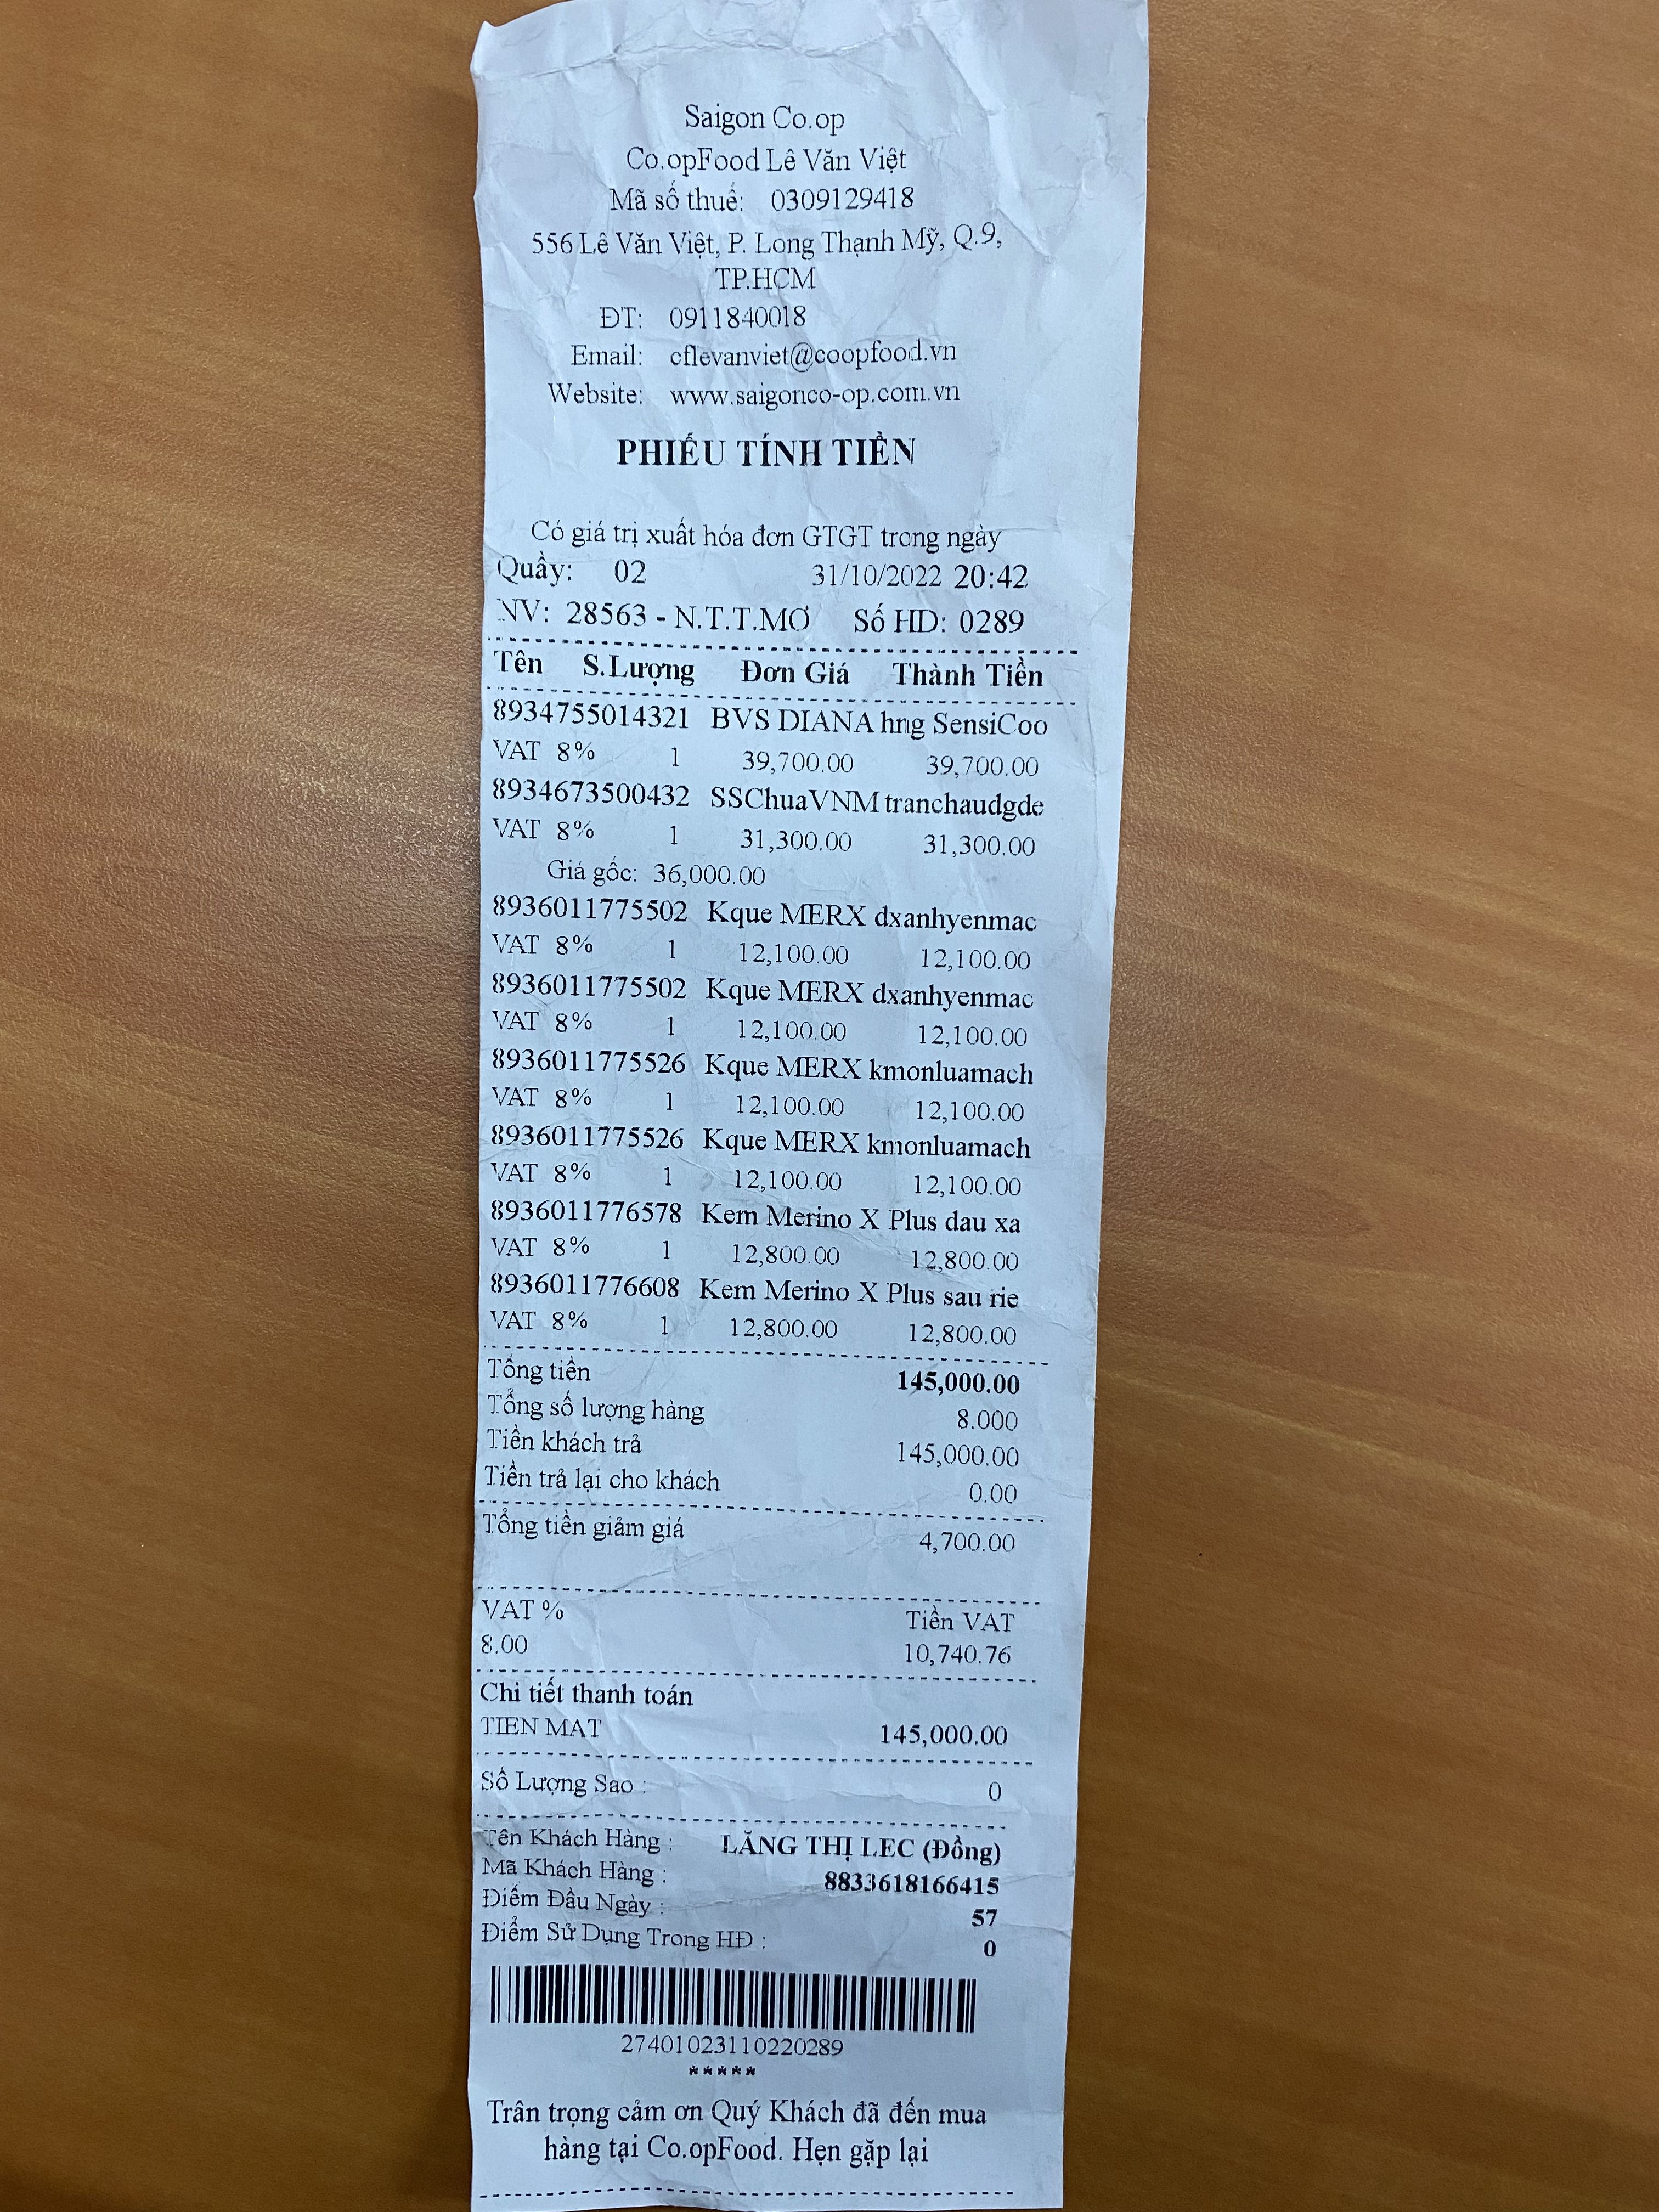 Saigon Co.op
Co.opFood Lê Văn Việt
Mã số thuế: 0309129418
556 Lê Văn Việt, P. Long Thạnh Mỹ, Q.9,
TP.HCM
ĐT: 0911840018
Email: cflevanviet@coopfood.vn
Website: www.saigonco-op.com.vn
PHIẾU TÍNH TIỀN
Có giá trị xuất hóa đơn GTGT trong ngày
Quầy: 02 31/10/2022 20:42
NV: 28563 - N.T.T.MƠ Số HD: 0289
Tên S.Lượng Đơn Giá Thành Tiền
8934755014321 BVS DIANA hng SensiCoo
VAT 8% 1 39,700.00 39,700.00
8934673500432 SSChuaVNM tranchaudgde
VAT 8% 1 31,300.00 31,300.00
Giá gốc: 36,000.00
8936011775502 Kque MERX dxanhyenmac
VAT 8% 1 12,100.00 12,100.00
8936011775502 Kque MERX dxanhyenmac
VAT 8% 1 12,100.00 12,100.00
8936011775526 Kque MERX kmonluamach
VAT 8% 1 12,100.00 12,100.00
8936011775526 Kque MERX kmonluamach
VAT 8% 1 12,100.00 12,100.00
8936011776578 Kem Merino X Plus dau xa
VAT 8% 1 12,800.00 12,800.00
8936011776608 Kem Merino X Plus sau rie
VAT 8% 1 12,800.00 12,800.00
Tổng tiền 145,000.00
Tổng số lượng hàng 8.000
Tiền khách trả 145,000.00
Tiền trả lại cho khách 0.00
Tổng tiền giảm giá 4,700.00
VAT % Tiền VAT
8.00 10,740.76
Chi tiết thanh toán
TIEN MAT 145,000.00
Số Lượng Sao : 0
Tên Khách Hàng : LĂNG THỊ LEC (Đồng)
Mã Khách Hàng : 8833618166415
Điểm Đầu Ngày : 57
Điểm Sử Dụng Trong HĐ : 0
27401023110220289
*****
Trân trọng cảm ơn Quý Khách đã đến mua
hàng tại Co.opFood. Hẹn gặp lại